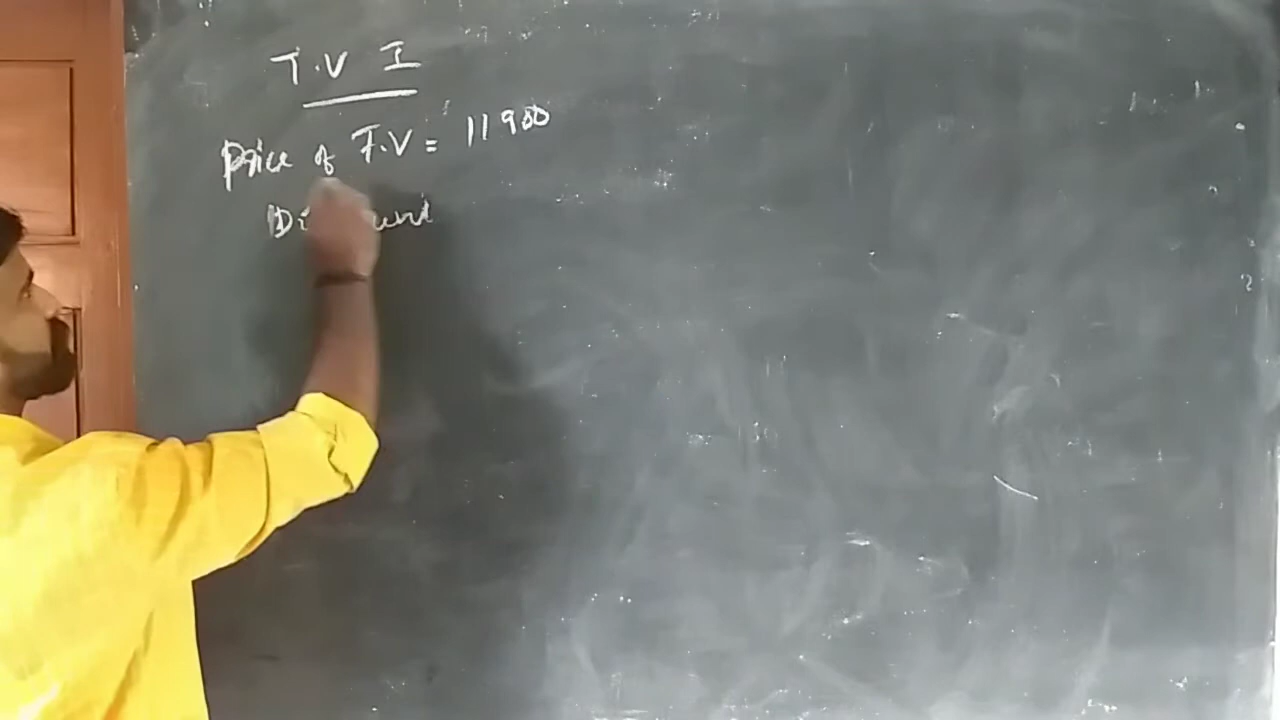 T.V I
Price of T.V = 11900